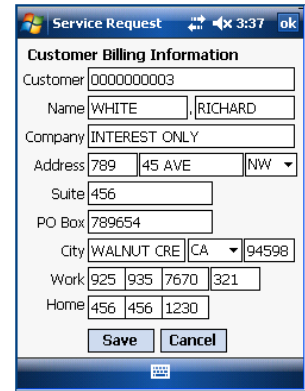 Service Request 3:37 ok
Customer Billing Information
Customer 0000000003
Name WHITE , RICHARD
Company INTEREST ONLY
Address 789 45 AVE NW
Suite 456
PO Box 789654
City WALNUT CRE CA 94598
Work 925 935 7670 321
Home 456 456 1230
Save Cancel